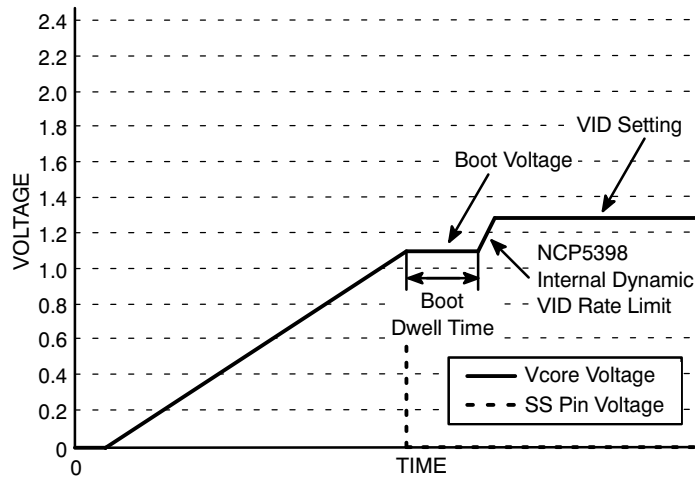 2.4
2.2
2.0
1.8
1.6
1.4
1.2
1.0
0.8
0.6
0.4
0.2
0
VOLTAGE
0
TIME
VID Setting
Boot Voltage
NCP5398
Internal Dynamic
VID Rate Limit
Boot
Dwell Time
Vcore Voltage
SS Pin Voltage